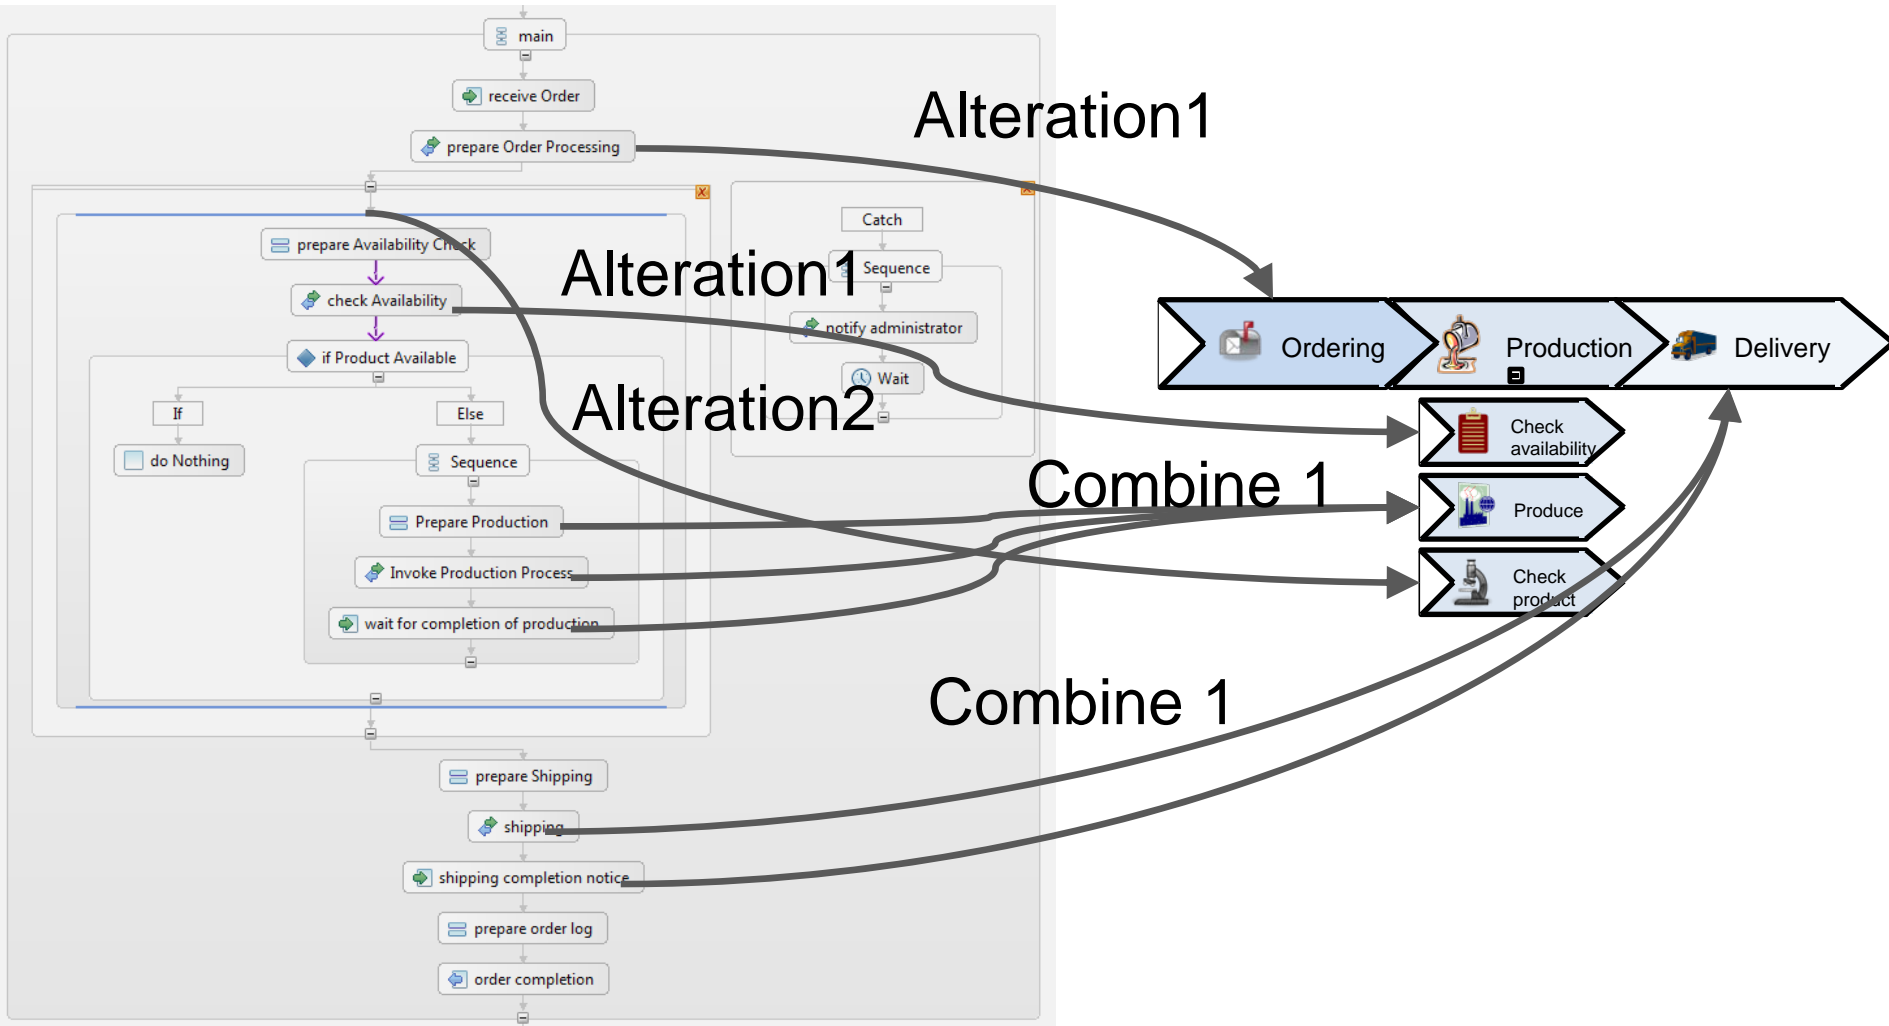 main
receive Order
Alteration1
prepare Order Processing
Catch
prepare Availability Check
Alteration1
Sequence
check Availability
notify administrator
if Product Available
Wait
Ordering
Production
Delivery
Alteration2
If
Else
do Nothing
Sequence
Check
availability
Combine 1
Prepare Production
Produce
Invoke Production Process
Check
product
wait for completion of production
Combine 1
prepare Shipping
shipping
shipping completion notice
prepare order log
order completion